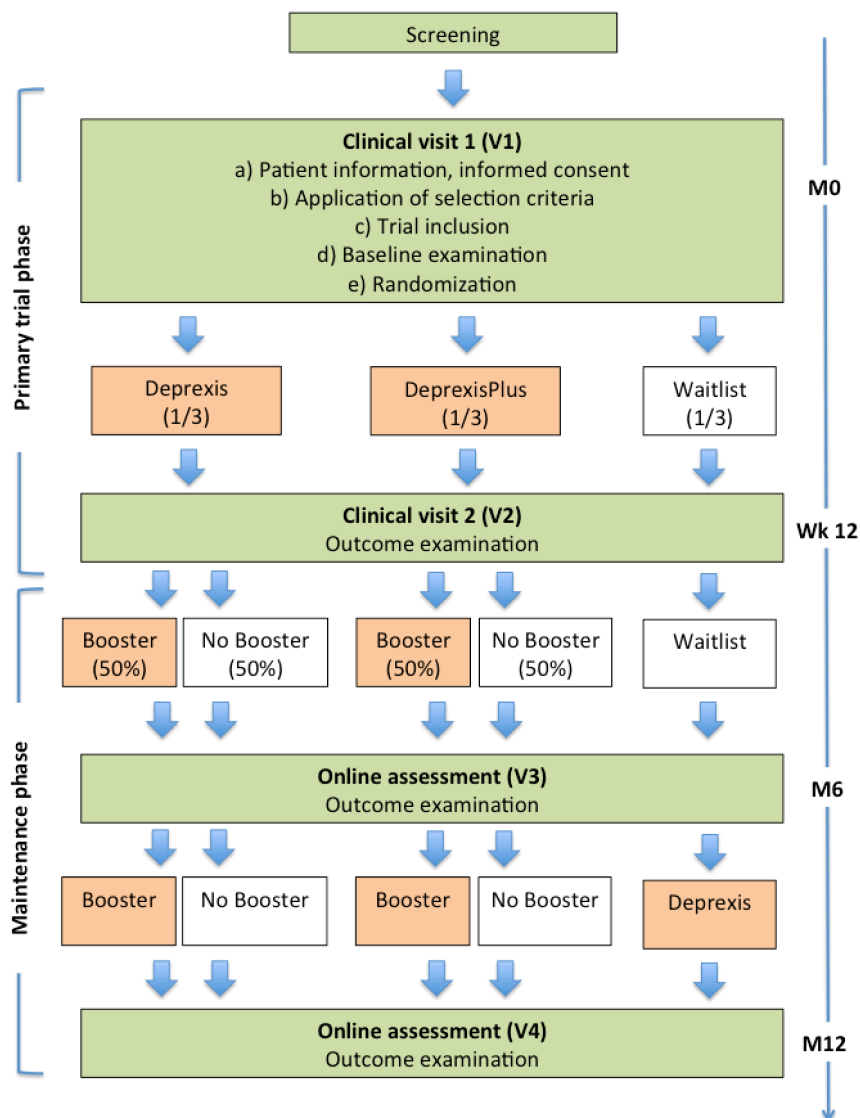 Screening
Clinical visit 1 (V1)
a) Patient information, informed consent
b) Application of selection criteria
c) Trial inclusion
d) Baseline examination
e) Randomization
M0
Primary trial phase
Deprexis
(1/3)
DeprexisPlus
(1/3)
Waitlist
(1/3)
Clinical visit 2 (V2)
Outcome examination
Wk 12
Booster
(50%)
No Booster
(50%)
Booster
(50%)
No Booster
(50%)
Waitlist
Maintenance phase
Online assessment (V3)
Outcome examination
M6
Booster
No Booster
Booster
No Booster
Deprexis
Online assessment (V4)
Outcome examination
M12